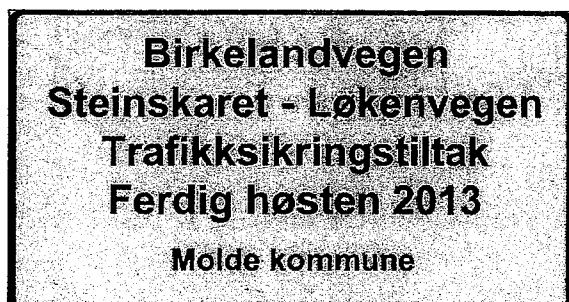 Birkelandvegen
Steinskaret - Løkenvegen
Trafikksikringstiltak
Ferdig høsten 2013
Molde kommune